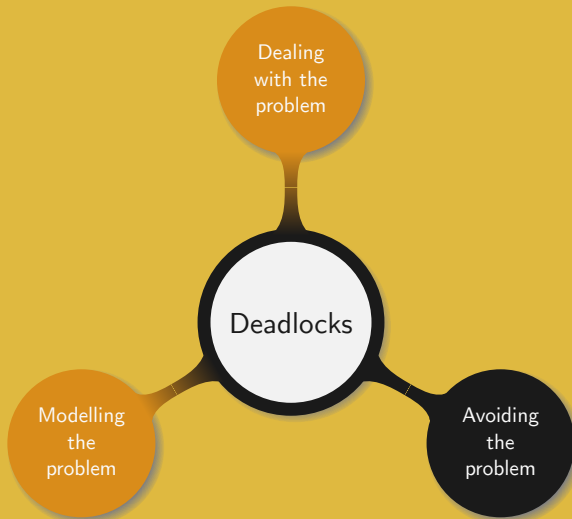 Dealing
with the
problem
Deadlocks
Modelling
the
problem
Avoiding
the
problem